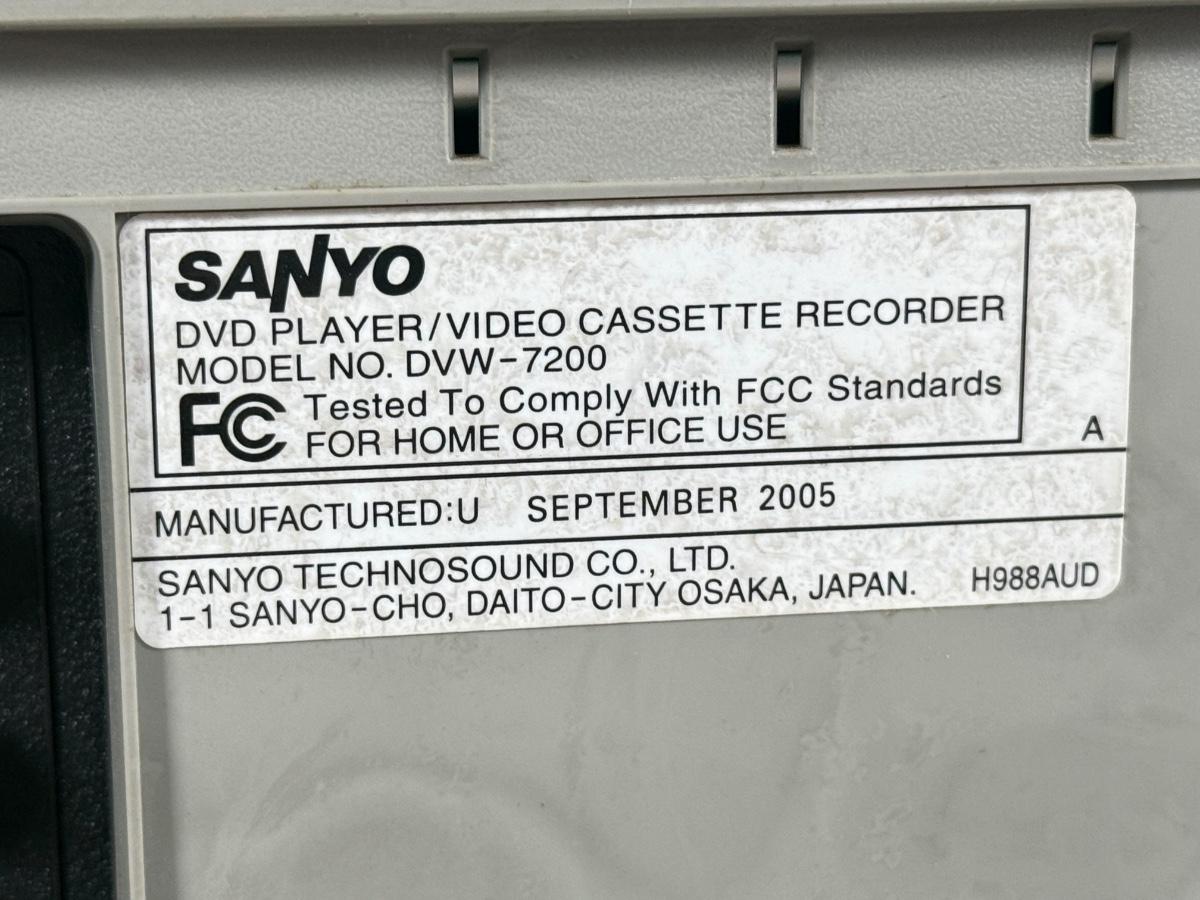 SANYO
DVD PLAYER/VIDEO CASSETTE RECORDER
MODEL NO. DVW-7200
FC Tested To Comply With FCC Standards
FOR HOME OR OFFICE USE
A
MANUFACTURED:U SEPTEMBER 2005
SANYO TECHNOSOUND CO., LTD.
1-1 SANYO-CHO, DAITO-CITY OSAKA, JAPAN. H988AUD